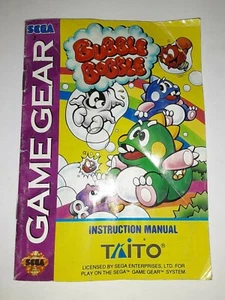 SEGA
GAME GEAR
SEGA
BUBBLE
BOBBLE
INSTRUCTION MANUAL
TAITO
LICENSED BY SEGA ENTERPRISES, LTD. FOR
PLAY ON THE SEGA™ GAME GEAR™ SYSTEM.